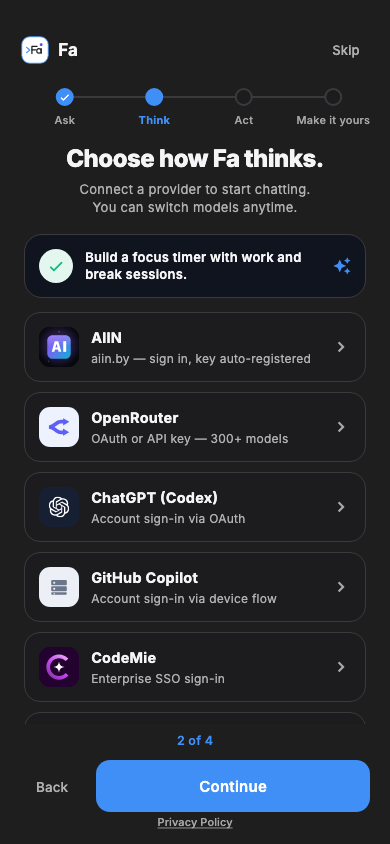 >Fa
Fa
Skip
Ask
Think
Act
Make it yours
Choose how Fa thinks.
Connect a provider to start chatting.
You can switch models anytime.
Build a focus timer with work and
break sessions.
AI
AIIN
aiin.by — sign in, key auto-registered
OpenRouter
OAuth or API key — 300+ models
ChatGPT (Codex)
Account sign-in via OAuth
GitHub Copilot
Account sign-in via device flow
CodeMie
Enterprise SSO sign-in
2 of 4
Back
Continue
Privacy Policy